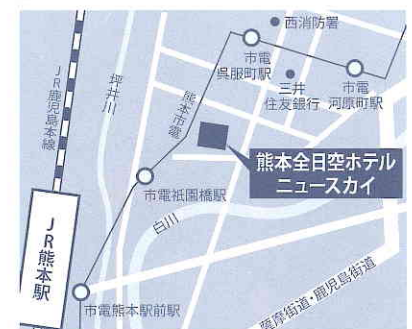 西消防署
市電
呉服町駅
三井
住友銀行
市電
河原町駅
JR鹿児島本線
坪井川
熊本市電
熊本全日空ホテル
ニュースカイ
市電祇園橋駅
白川
JR熊本駅
市電熊本駅前駅
薩摩街道・鹿児島街道